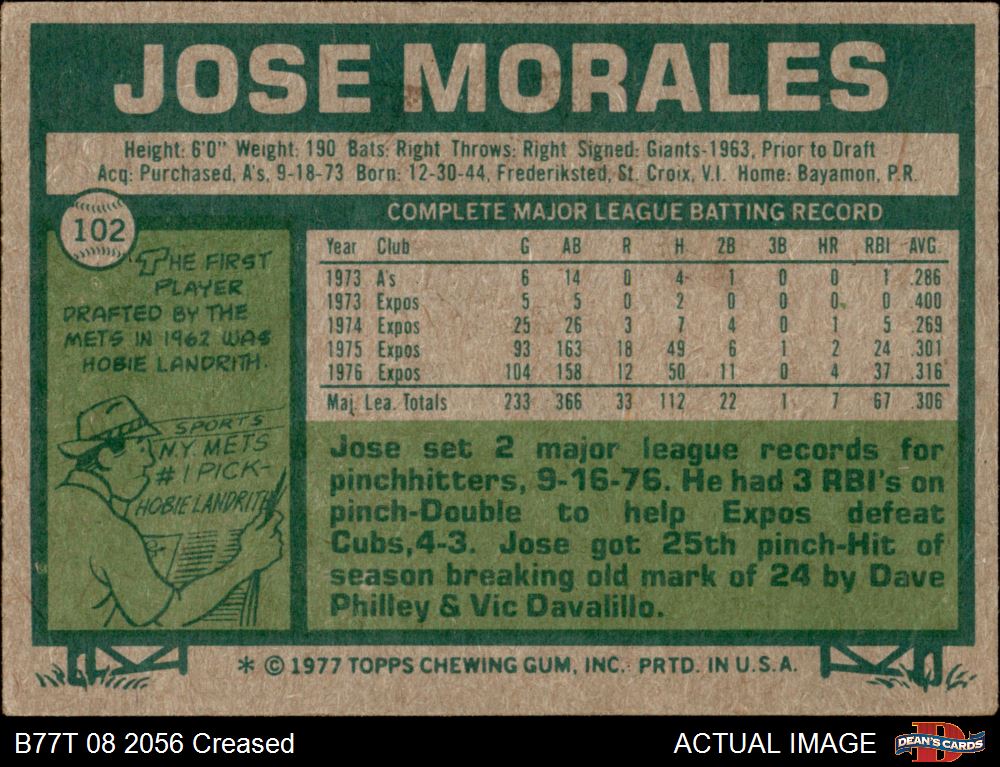 JOSE MORALES
Height: 6'0" Weight: 190 Bats: Right Throws: Right Signed: Giants-1963, Prior to Draft
Acq: Purchased, A's, 9-18-73 Born: 12-30-44, Frederiksted, St. Croix, V.I. Home: Bayamon, P.R.
102
THE FIRST
PLAYER
DRAFTED BY THE
METS IN 1962 WAS
HOBIE LANDRITH.
SPORTS
N.Y. METS
#1 PICK-
HOBIE LANDRITH
COMPLETE MAJOR LEAGUE BATTING RECORD
Year Club G AB R H 2B 3B HR RBI AVG.
1973 A's 6 14 0 4 1 0 0 1 .286
1973 Expos 5 5 0 2 0 0 0 0 .400
1974 Expos 25 26 3 7 4 0 1 5 .269
1975 Expos 93 163 18 49 6 1 2 24 .301
1976 Expos 104 158 12 50 11 0 4 37 .316
Maj. Lea. Totals 233 366 33 112 22 1 7 67 .306
Jose set 2 major league records for
pinchhitters, 9-16-76. He had 3 RBI's on
pinch-Double to help Expos defeat
Cubs,4-3. Jose got 25th pinch-Hit of
season breaking old mark of 24 by Dave
Philley & Vic Davalillo.
* © 1977 TOPPS CHEWING GUM, INC. PRTD. IN U.S.A.
B77T 08 2056 Creased
ACTUAL IMAGE
D
DEAN'S CARDS